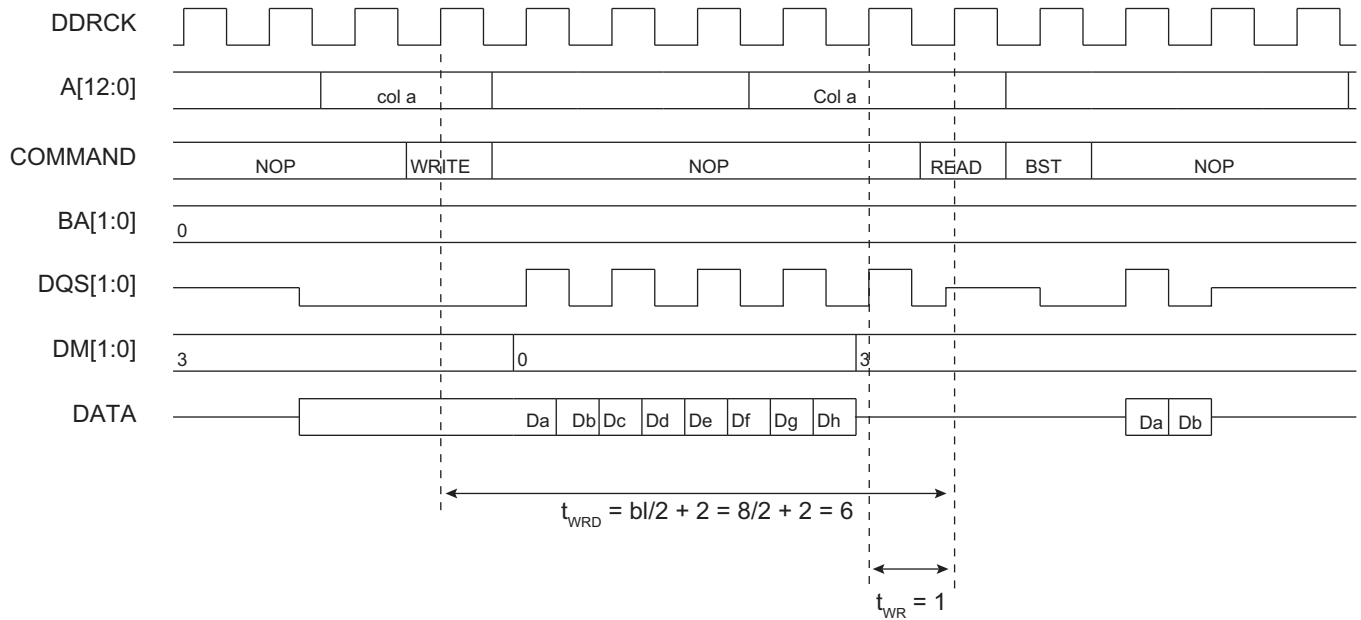 DDRCK
A[12:0] col a Col a
COMMAND NOP WRITE NOP READ BST NOP
BA[1:0] 0
DQS[1:0]
DM[1:0] 3 0 3
DATA Da Db Dc Dd De Df Dg Dh Da Db
tWRD = bl/2 + 2 = 8/2 + 2 = 6
tWR = 1